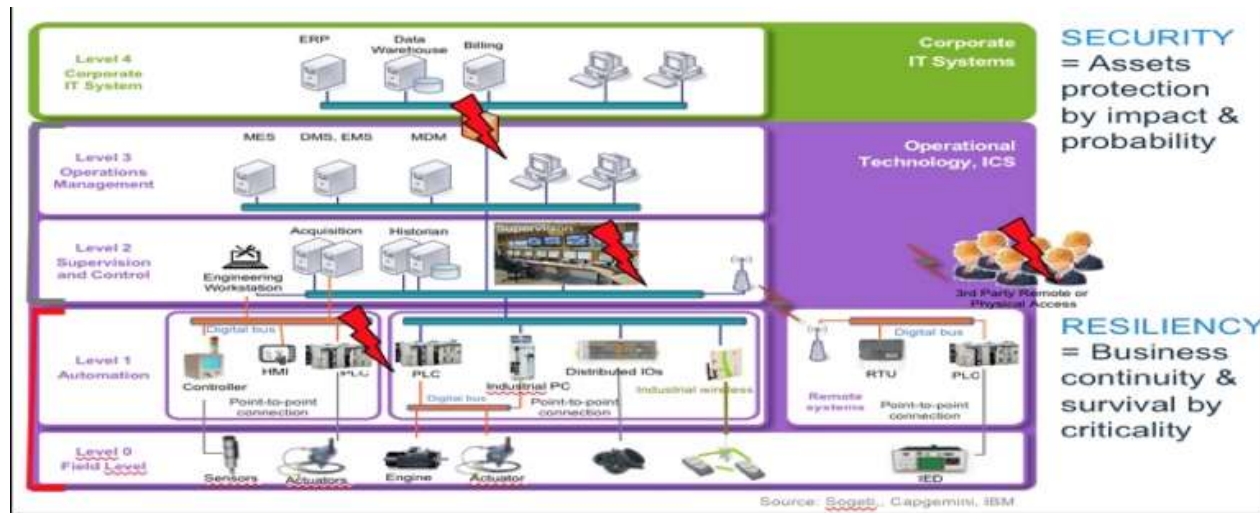 ERP
Data
Warehouse
Billing
Level 4
Corporate
IT System
Corporate
IT Systems
SECURITY
= Assets
protection
by impact &
probability
MES
DMS, EMS
MDM
Level 3
Operations
Management
Operational
Technology, ICS
Acquisition
Historian
Supervision
Level 2
Supervision
and Control
Engineering
Workstation
3rd Party Remote or
Physical Access
Digital bus
Level 1
Automation
Controller
HMI
PLC
Point-to-point
connection
PLC
Industrial PC
Distributed IOs
Industrial wireless
Digital bus
Point-to-point
connection
Digital bus
RTU
PLC
Remote
systems
Point-to-point
connection
RESILIENCY
= Business
continuity &
survival by
criticality
Level 0
Field Level
Sensors
Actuators
Engine
Actuator
IED
Source: Sogeti,, Capgemini, IBM